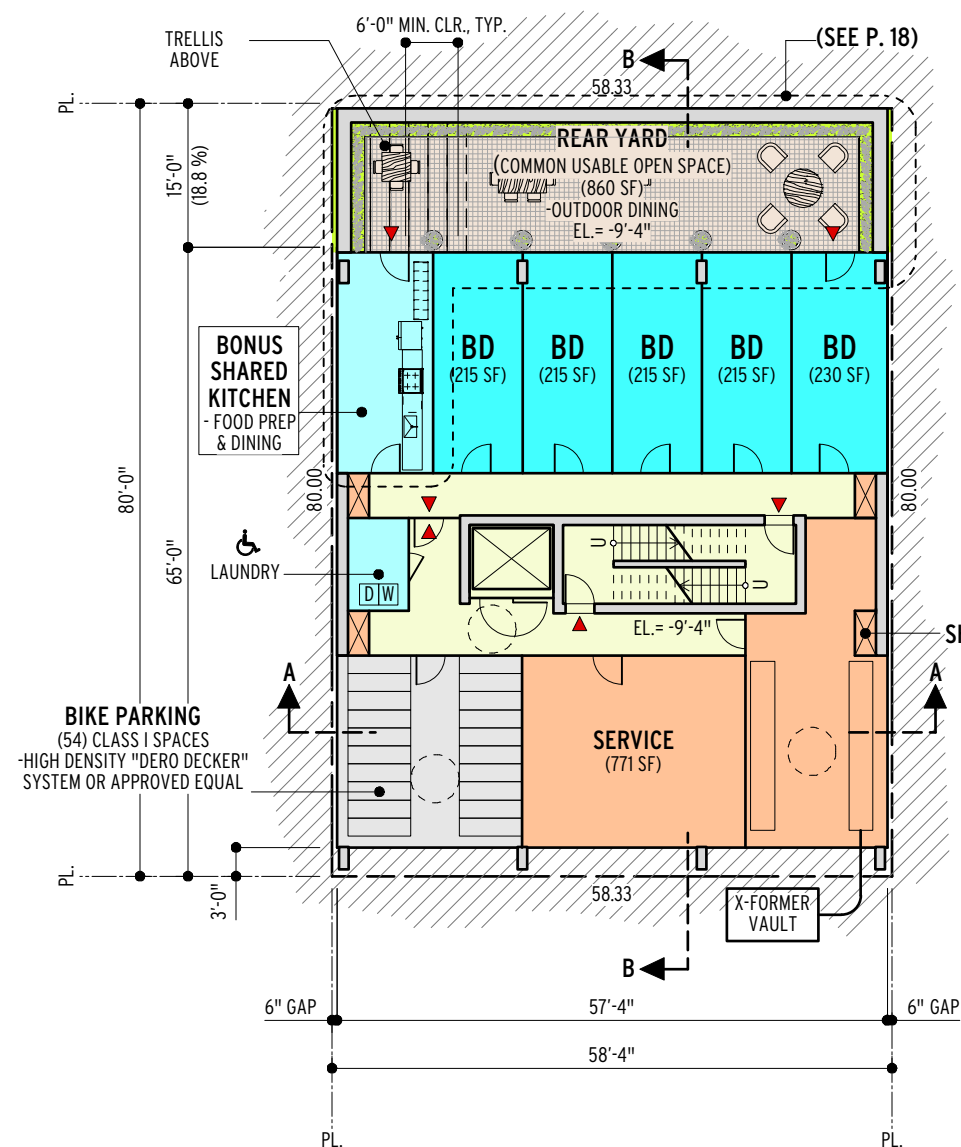 TRELLIS
ABOVE
6'-0" MIN. CLR., TYP.
(SEE P. 18)
B
58.33
PL.
15'-0"
(18.8 %)
REAR YARD
(COMMON USABLE OPEN SPACE)
(860 SF)
-OUTDOOR DINING
EL.= -9'-4"
BONUS
SHARED
KITCHEN
- FOOD PREP
& DINING
BD
(215 SF)
BD
(215 SF)
BD
(215 SF)
BD
(215 SF)
BD
(230 SF)
80'-0"
65'-0"
80.00
80.00
LAUNDRY
D W
U
U
EL.= -9'-4"
A
A
BIKE PARKING
(54) CLASS I SPACES
-HIGH DENSITY "DERO DECKER"
SYSTEM OR APPROVED EQUAL
SERVICE
(771 SF)
PL.
3'-0"
58.33
X-FORMER
VAULT
B
6" GAP
57'-4"
6" GAP
58'-4"
PL.
PL.